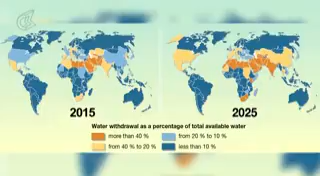 2015
2025
Water withdrawal as a percentage of total available water
more than 40 %
from 20 % to 10 %
from 40 % to 20 %
less than 10 %